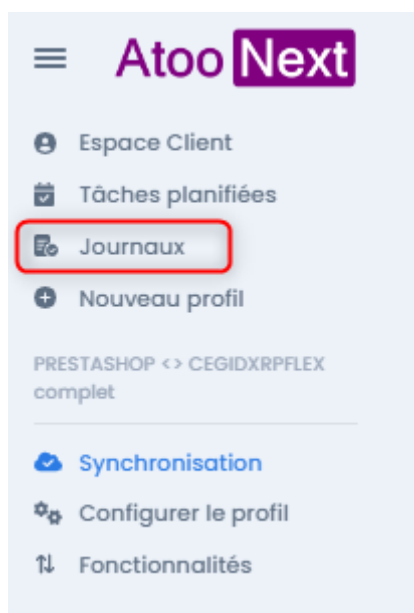 Atoo Next
Espace Client
Tâches planifiées
Journaux
Nouveau profil
PRESTASHOP <> CEGIDXRPFLEX
complet
Synchronisation
Configurer le profil
Fonctionnalités